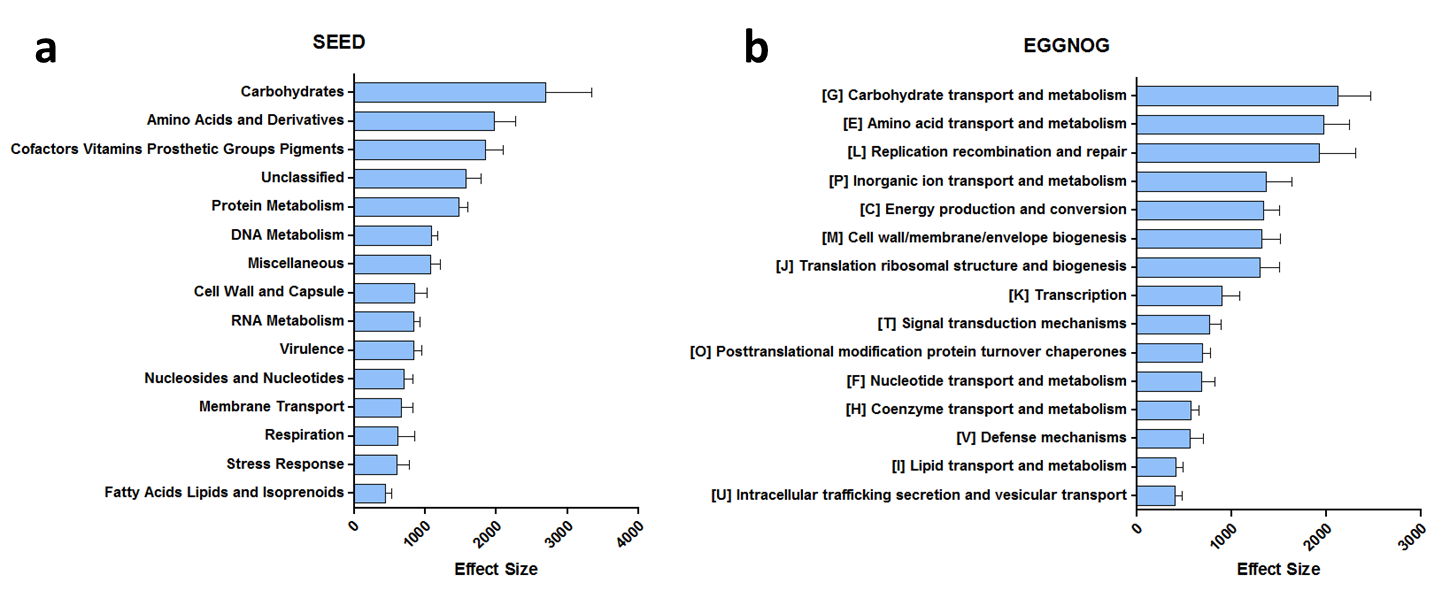 a
SEED
Carbohydrates
Amino Acids and Derivatives
Cofactors Vitamins Prosthetic Groups Pigments
Unclassified
Protein Metabolism
DNA Metabolism
Miscellaneous
Cell Wall and Capsule
RNA Metabolism
Virulence
Nucleosides and Nucleotides
Membrane Transport
Respiration
Stress Response
Fatty Acids Lipids and Isoprenoids
0 1000 2000 3000 4000
Effect Size
b
EGGNOG
[G] Carbohydrate transport and metabolism
[E] Amino acid transport and metabolism
[L] Replication recombination and repair
[P] Inorganic ion transport and metabolism
[C] Energy production and conversion
[M] Cell wall/membrane/envelope biogenesis
[J] Translation ribosomal structure and biogenesis
[K] Transcription
[T] Signal transduction mechanisms
[O] Posttranslational modification protein turnover chaperones
[F] Nucleotide transport and metabolism
[H] Coenzyme transport and metabolism
[V] Defense mechanisms
[I] Lipid transport and metabolism
[U] Intracellular trafficking secretion and vesicular transport
0 1000 2000 3000
Effect Size